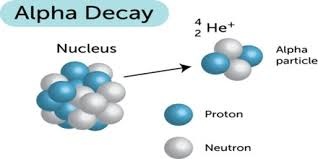 Alpha Decay
Nucleus
4
2 He+
Alpha
particle
Proton
Neutron